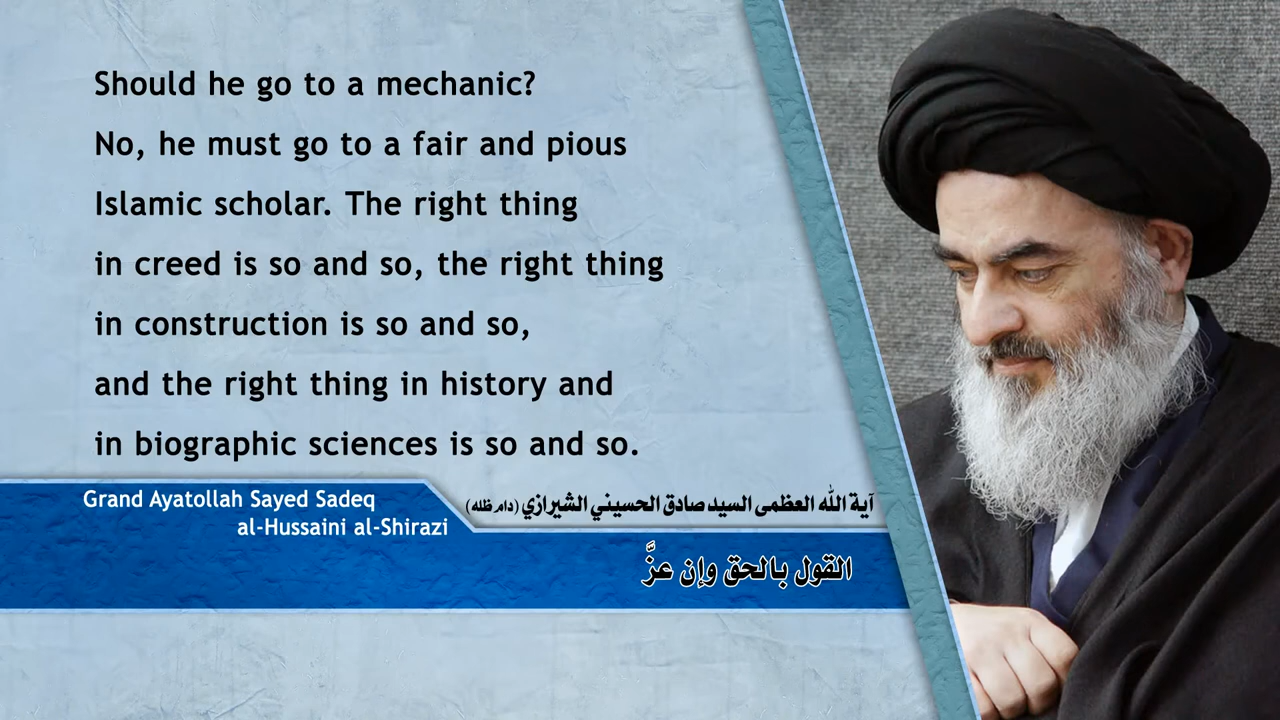 Should he go to a mechanic?
No, he must go to a fair and pious
Islamic scholar. The right thing
in creed is so and so, the right thing
in construction is so and so,
and the right thing in history and
in biographic sciences is so and so.
Grand Ayatollah Sayed Sadeq
al-Hussaini al-Shirazi
آية الله العظمى السيد صادق الحسيني الشيرازي (دام ظله)
القول بالحق وإن عزَّ